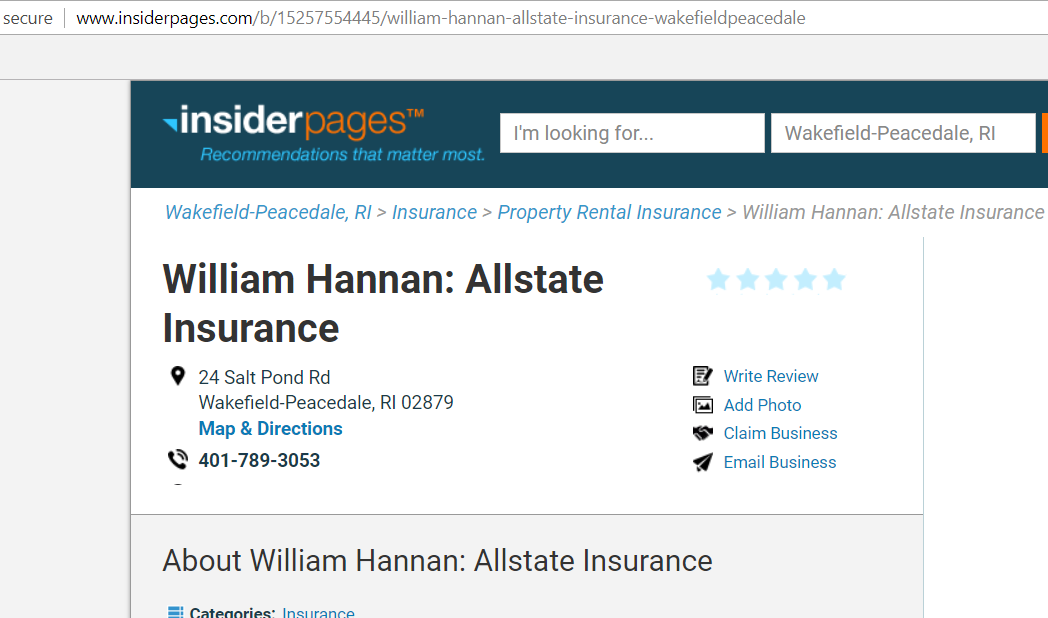 secure www.insiderpages.com/b/15257554445/william-hannan-allstate-insurance-wakefieldpeacedale
insiderpages™
Recommendations that matter most.
I'm looking for...
Wakefield-Peacedale, RI
Wakefield-Peacedale, RI > Insurance > Property Rental Insurance > William Hannan: Allstate Insurance
William Hannan: Allstate
Insurance
24 Salt Pond Rd
Wakefield-Peacedale, RI 02879
Map & Directions
401-789-3053
Write Review
Add Photo
Claim Business
Email Business
About William Hannan: Allstate Insurance
Categories: Insurance